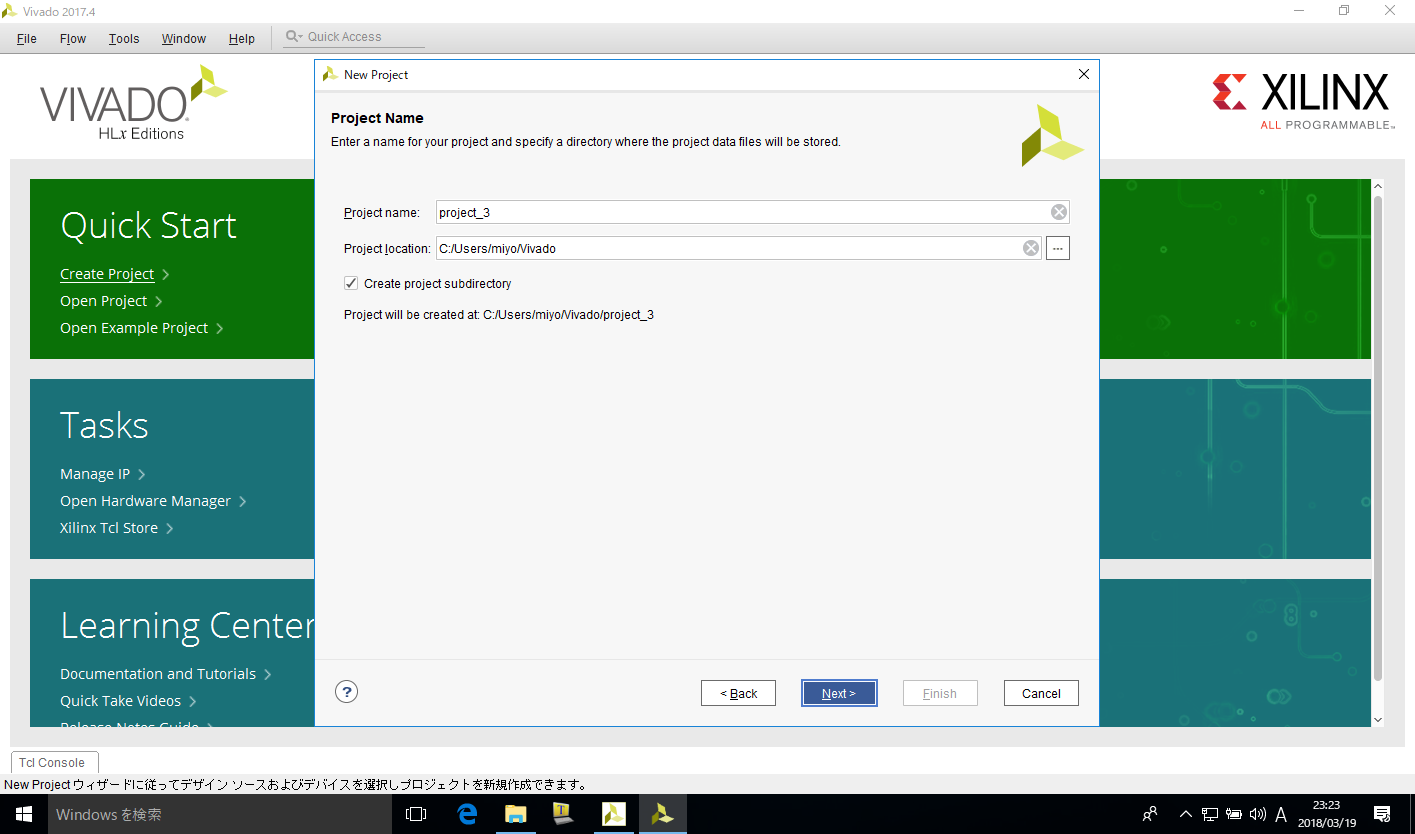 Vivado 2017.4
File Flow Tools Window Help Quick Access
VIVADO
HLx Editions
XILINX
ALL PROGRAMMABLE™
New Project
Project Name
Enter a name for your project and specify a directory where the project data files will be stored.
Project name: project_3
Project location: C:/Users/miyo/Vivado ...
Create project subdirectory
Project will be created at: C:/Users/miyo/Vivado/project_3
? < Back Next > Finish Cancel
Quick Start
Create Project >
Open Project >
Open Example Project >
Tasks
Manage IP >
Open Hardware Manager >
Xilinx Tcl Store >
Learning Center
Documentation and Tutorials >
Quick Take Videos >
Release Notes Guide >
Tcl Console
New Project ウィザードに従ってデザイン ソースおよびデバイスを選択しプロジェクトを新規作成できます。
Windows を検索
A
23:23
2018/03/19